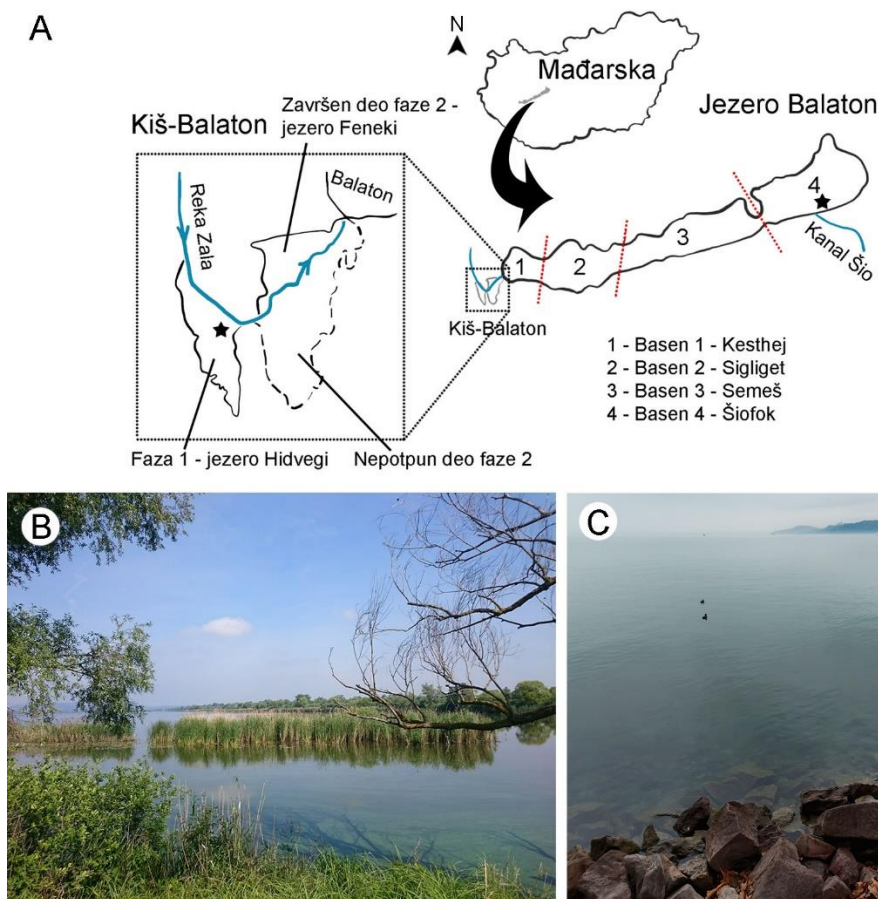 A
N
Mađarska
Jezero Balaton
Kiš-Balaton
Završen deo faze 2 -
jezero Feneki
Balaton
Reka Zala
Faza 1 - jezero Hidvegi
Nepotpun deo faze 2
1
2
3
4
Kanal Šio
Kiš-Balaton
1 - Basen 1 - Kesthej
2 - Basen 2 - Sigliget
3 - Basen 3 - Semeš
4 - Basen 4 - Šiofok
B
C